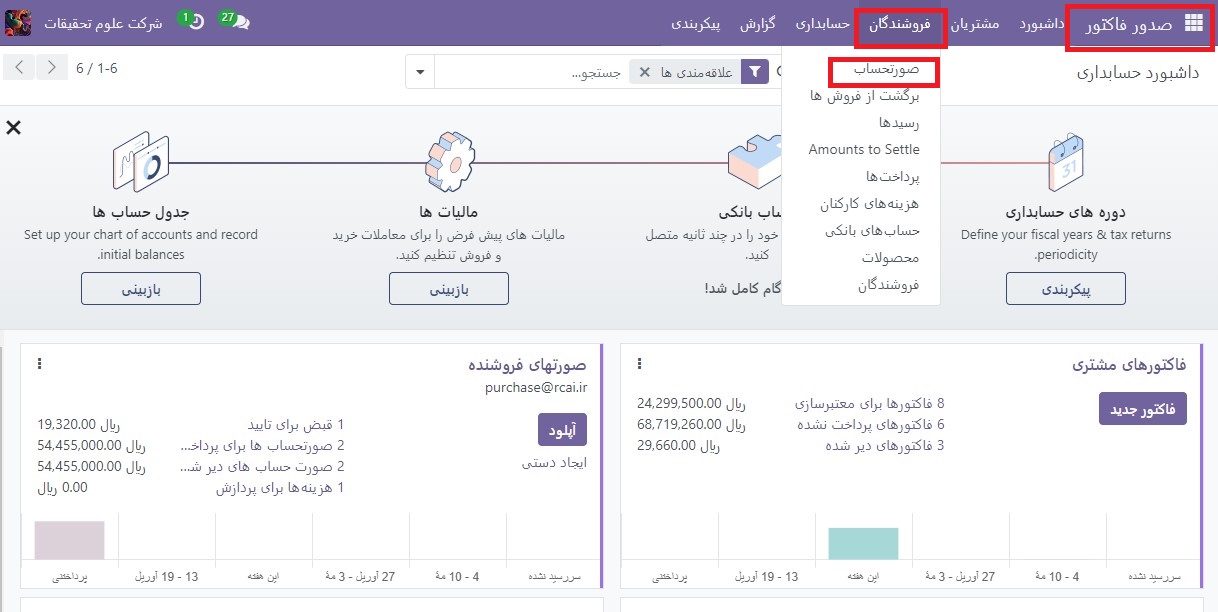 صدور فاکتور
داشبورد
مشتریان
فروشندگان
حسابداری
گزارش
پیکربندی
27
1
شرکت علوم تحقیقات
داشبورد حسابداری
علاقه‌مندی ها
جستجو...
6 / 1-6
صورتحساب
برگشت از فروش ها
رسیدها
Amounts to Settle
پرداخت‌ها
هزینه‌های کارکنان
حساب‌های بانکی
محصولات
فروشندگان
دوره های حسابداری
Define your fiscal years & tax returns
periodicity.
پیکربندی
بانکی
خود را در چند ثانیه متصل
کنید.
کامل شد!
مالیات ها
مالیات های پیش فرض را برای معاملات خرید
و فروش تنظیم کنید.
بازبینی
جدول حساب ها
Set up your chart of accounts and record
initial balances.
بازبینی
فاکتورهای مشتری
فاکتور جدید
8 فاکتورها برای معتبرسازی
24,299,500.00 ریال
6 فاکتورهای پرداخت نشده
68,719,260.00 ریال
3 فاکتورهای دیر شده
29,660.00 ریال
پرداختنی
13 - 19 آوریل
این هفته
27 آوریل - 3 مهٔ
4 - 10 مهٔ
سررسید نشده
صورتهای فروشنده
purchase@rcai.ir
آپلود
ایجاد دستی
1 قبض برای تایید
19,320.00 ریال
2 صورتحساب ها برای پرداخ...
54,455,000.00 ریال
2 صورت حساب های دیر شد...
54,455,000.00 ریال
1 هزینه‌ها برای پردازش
0.00 ریال
پرداختنی
13 - 19 آوریل
این هفته
27 آوریل - 3 مهٔ
4 - 10 مهٔ
سررسید نشده